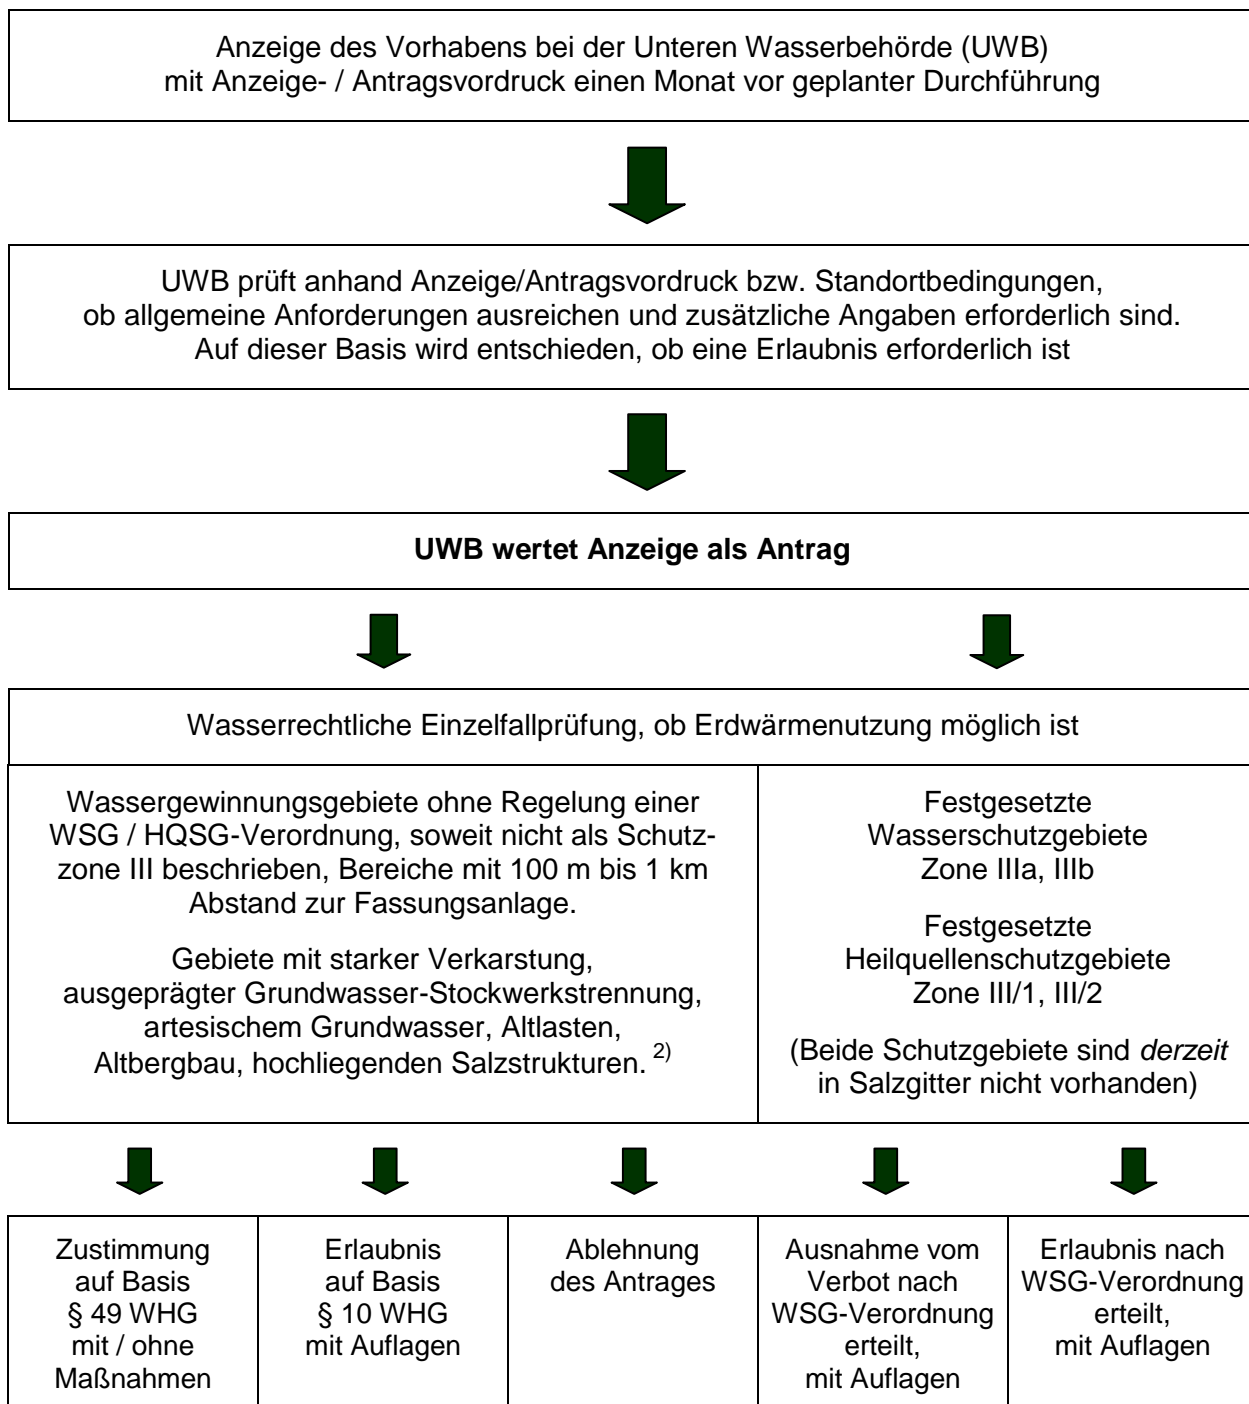 Anzeige des Vorhabens bei der Unteren Wasserbehörde (UWB)
mit Anzeige- / Antragsvordruck einen Monat vor geplanter Durchführung
UWB prüft anhand Anzeige/Antragsvordruck bzw. Standortbedingungen,
ob allgemeine Anforderungen ausreichen und zusätzliche Angaben erforderlich sind.
Auf dieser Basis wird entschieden, ob eine Erlaubnis erforderlich ist
UWB wertet Anzeige als Antrag
Wasserrechtliche Einzelfallprüfung, ob Erdwärmenutzung möglich ist
Wassergewinnungsgebiete ohne Regelung einer
WSG / HQSG-Verordnung, soweit nicht als Schutz-
zone III beschrieben, Bereiche mit 100 m bis 1 km
Abstand zur Fassungsanlage.
Gebiete mit starker Verkarstung,
ausgeprägter Grundwasser-Stockwerkstrennung,
artesischem Grundwasser, Altlasten,
Altbergbau, hochliegenden Salzstrukturen. 2)
Festgesetzte
Wasserschutzgebiete
Zone IIIa, IIIb
Festgesetzte
Heilquellenschutzgebiete
Zone III/1, III/2
(Beide Schutzgebiete sind derzeit
in Salzgitter nicht vorhanden)
Zustimmung
auf Basis
§ 49 WHG
mit / ohne
Maßnahmen
Erlaubnis
auf Basis
§ 10 WHG
mit Auflagen
Ablehnung
des Antrages
Ausnahme vom
Verbot nach
WSG-Verordnung
erteilt,
mit Auflagen
Erlaubnis nach
WSG-Verordnung
erteilt,
mit Auflagen